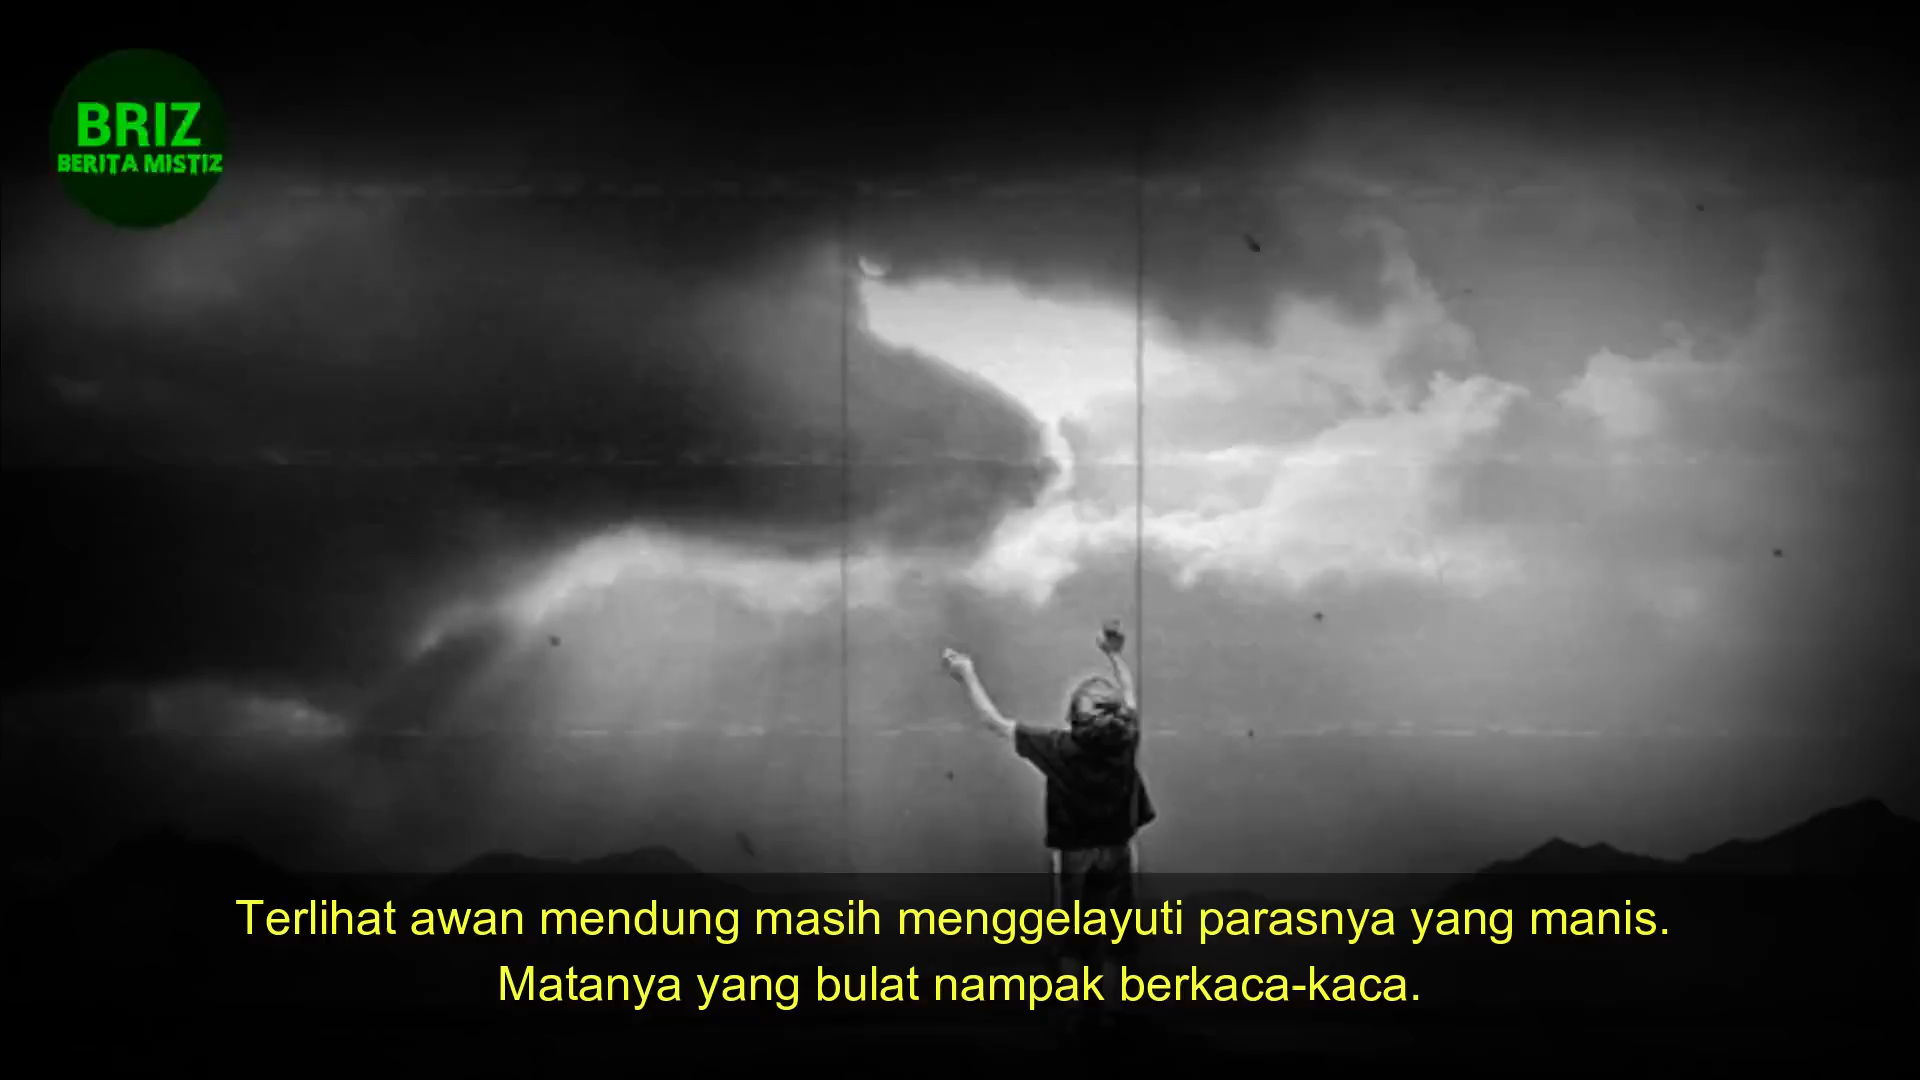 BRIZ
BERITA MISTIZ
Terlihat awan mendung masih menggelayuti parasnya yang manis.
Matanya yang bulat nampak berkaca-kaca.